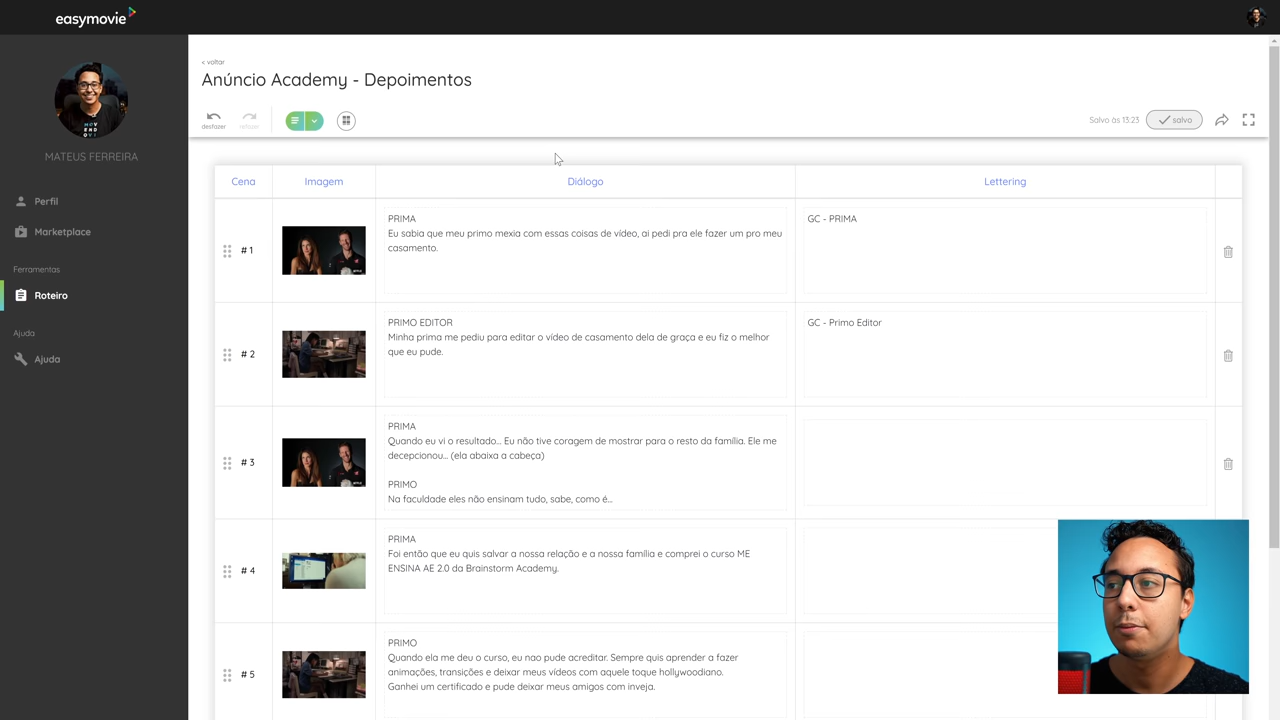 easymovie
< voltar
Anúncio Academy - Depoimentos
desfazer
refazer
Salvo às 13:23
salvo
MATEUS FERREIRA
Perfil
Marketplace
Ferramentas
Roteiro
Ajuda
Ajuda
Cena
Imagem
Diálogo
Lettering
# 1
PRIMA
Eu sabia que meu primo mexia com essas coisas de vídeo, ai pedi pra ele fazer um pro meu
casamento.
GC - PRIMA
# 2
PRIMO EDITOR
Minha prima me pediu para editar o vídeo de casamento dela de graça e eu fiz o melhor
que eu pude.
GC - Primo Editor
# 3
PRIMA
Quando eu vi o resultado... Eu não tive coragem de mostrar para o resto da família. Ele me
decepcionou... (ela abaixa a cabeça)
PRIMO
Na faculdade eles não ensinam tudo, sabe, como é...
# 4
PRIMA
Foi então que eu quis salvar a nossa relação e a nossa família e comprei o curso ME
ENSINA AE 2.0 da Brainstorm Academy.
# 5
PRIMO
Quando ela me deu o curso, eu nao pude acreditar. Sempre quis aprender a fazer
animações, transições e deixar meus vídeos com aquele toque hollywoodiano.
Ganhei um certificado e pude deixar meus amigos com inveja.